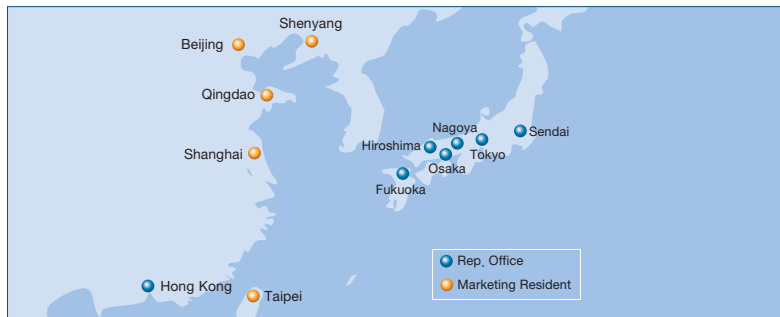 Shenyang
Beijing
Qingdao
Shanghai
Nagoya
Sendai
Hiroshima
Tokyo
Osaka
Fukuoka
Rep. Office
Hong Kong
Marketing Resident
Taipei